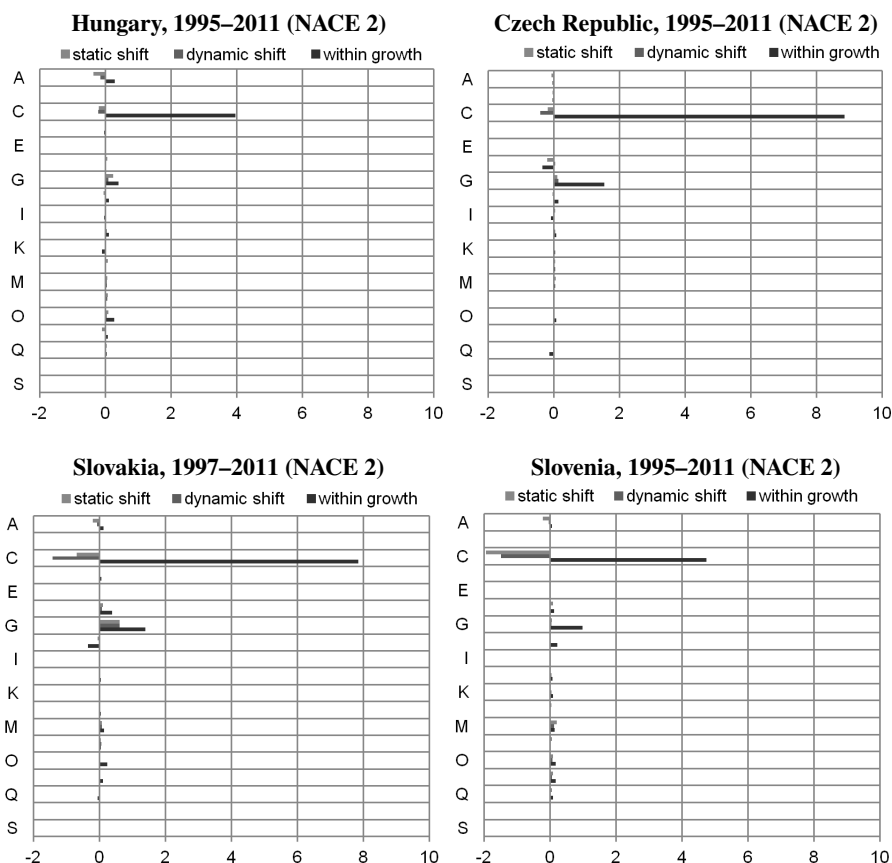 Hungary, 1995–2011 (NACE 2)
static shift dynamic shift within growth
A
C
E
G
I
K
M
O
Q
S
-2 0 2 4 6 8 10
Czech Republic, 1995–2011 (NACE 2)
static shift dynamic shift within growth
A
C
E
G
I
K
M
O
Q
S
-2 0 2 4 6 8 10
Slovakia, 1997–2011 (NACE 2)
static shift dynamic shift within growth
A
C
E
G
I
K
M
O
Q
S
-2 0 2 4 6 8 10
Slovenia, 1995–2011 (NACE 2)
static shift dynamic shift within growth
A
C
E
G
I
K
M
O
Q
S
-2 0 2 4 6 8 10